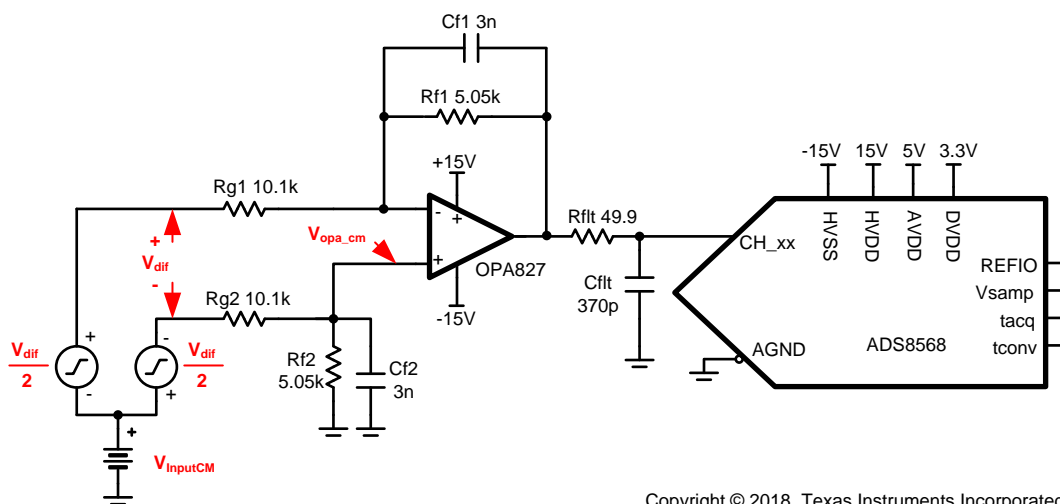 Cf1 3n
Rf1 5.05k
+15V
-15V
15V
5V
3.3V
Rg1 10.1k
HVSS
HVDD
AVDD
DVDD
Rflt 49.9
CH_xx
Vopa_cm
-
+
+
+
Vdif
-
OPA827
REFIO
Vsamp
tacq
tconv
Cflt
370p
Rg2 10.1k
-15V
AGND
ADS8568
Rf2
5.05k
Cf2
3n
+
-
Vdif
2
-
+
Vdif
2
+
VInputCM
Copyright © 2018, Texas Instruments Incorporated